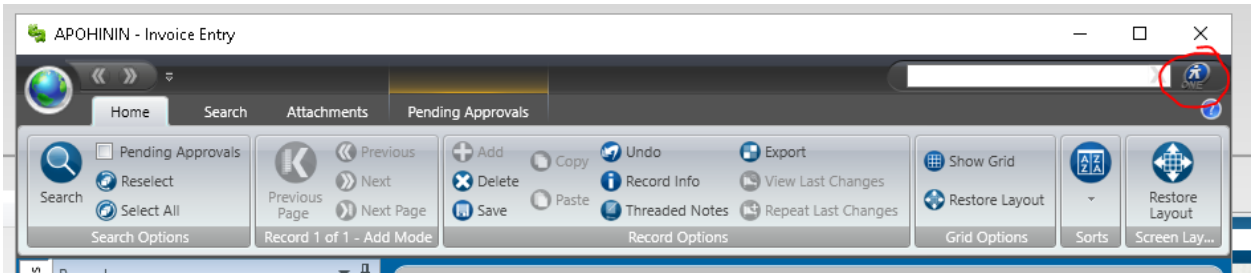 APOHININ - Invoice Entry
ONE
Home Search Attachments Pending Approvals
Search
Pending Approvals
Reselect
Select All
Search Options
Previous Page
Previous
Next
Next Page
Record 1 of 1 - Add Mode
Add
Delete
Save
Copy
Paste
Undo
Record Info
Threaded Notes
Export
View Last Changes
Repeat Last Changes
Record Options
Show Grid
Restore Layout
Grid Options
A Z
Z A
Sorts
Restore
Layout
Screen Lay...